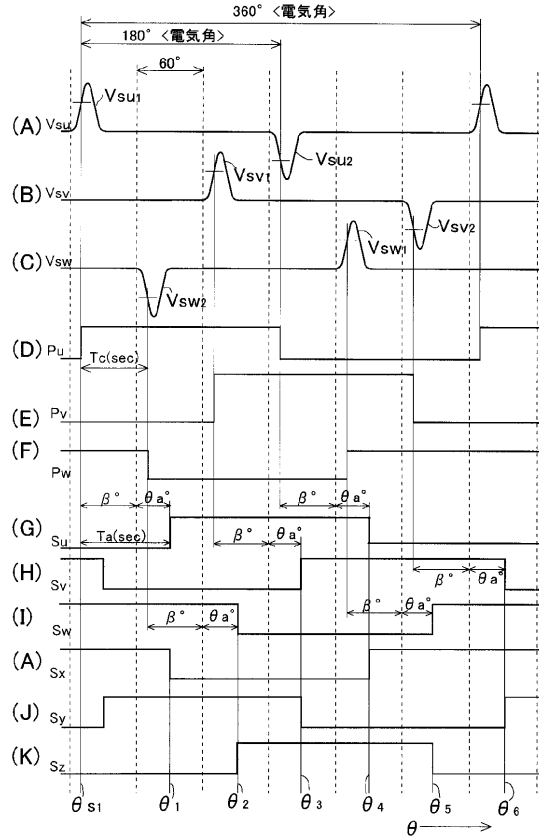 360° <電気角>
180° <電気角>
60°
(A) Vsu
Vsu1
Vsu2
(B) Vsv
Vsv1
Vsv2
(C) Vsw
Vsw1
Vsw2
(D) Pu
Tc(sec)
(E) Pv
(F) Pw
β° θa° β° θa°
(G) Su
Ta(sec)
β° θa°
(H) Sv
β° θa°
(I) Sw
β° θa° β° θa°
(A) Sx
(J) Sy
(K) Sz
θS1 θ1 θ2 θ3 θ4 θ5 θ6
θ